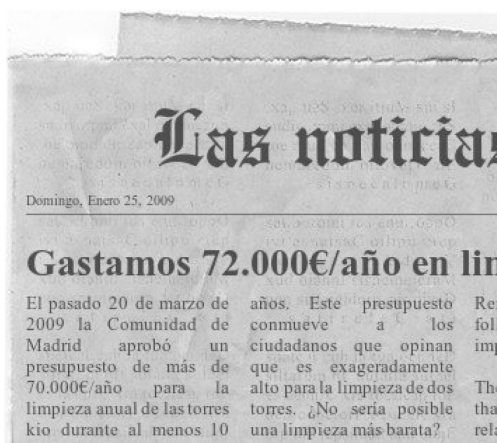 Las noticias
Domingo, Enero 25, 2009
Gastamos 72.000€/año en
El pasado 20 de marzo de
2009 la Comunidad de
Madrid aprobó un
presupuesto de más de
70.000€/año para la
limpieza anual de las torres
kio durante al menos 10
años. Este presupuesto
conmueve a los
ciudadanos que opinan
que es exageradamente
alto para la limpieza de dos
torres. ¿No sería posible
una limpieza más barata?